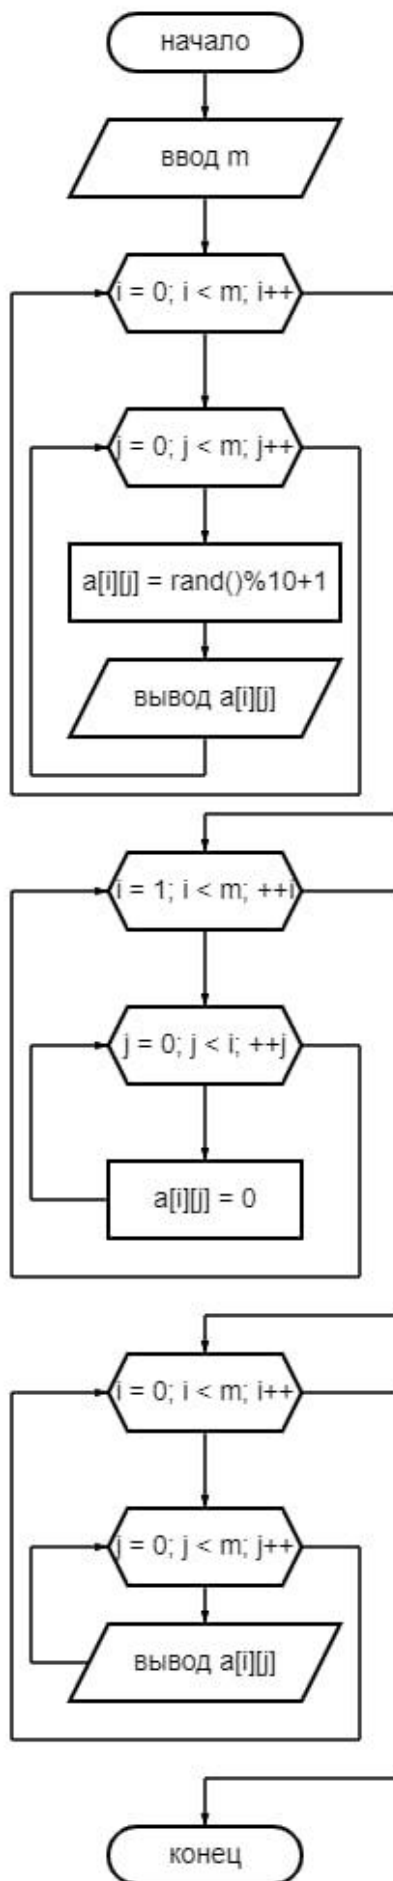 начало
ввод m
i = 0; i < m; i++
j = 0; j < m; j++
a[i][j] = rand()%10+1
вывод a[i][j]
i = 1; i < m; ++i
j = 0; j < i; ++j
a[i][j] = 0
i = 0; i < m; i++
j = 0; j < m; j++
вывод a[i][j]
конец